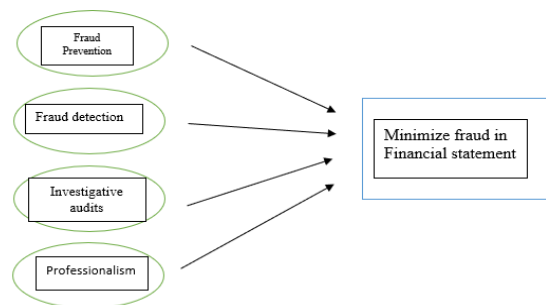 Fraud
Prevention
Fraud detection
Investigative
audits
Professionalism
Minimize fraud in
Financial statement